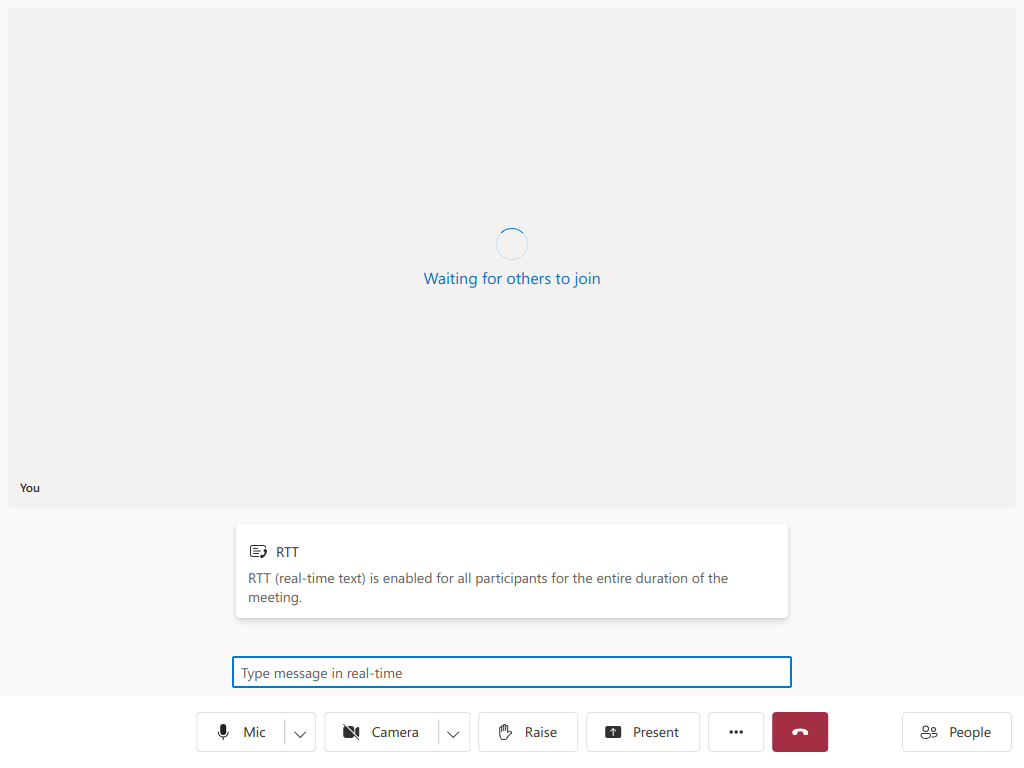 Waiting for others to join
You
RTT
RTT (real-time text) is enabled for all participants for the entire duration of the
meeting.
Type message in real-time
Mic
Camera
Raise
Present
People